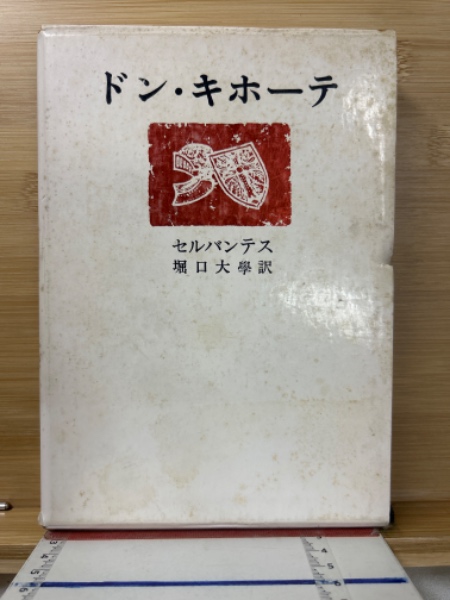 ドン・キホーテ
セルバンテス
堀口大學訳